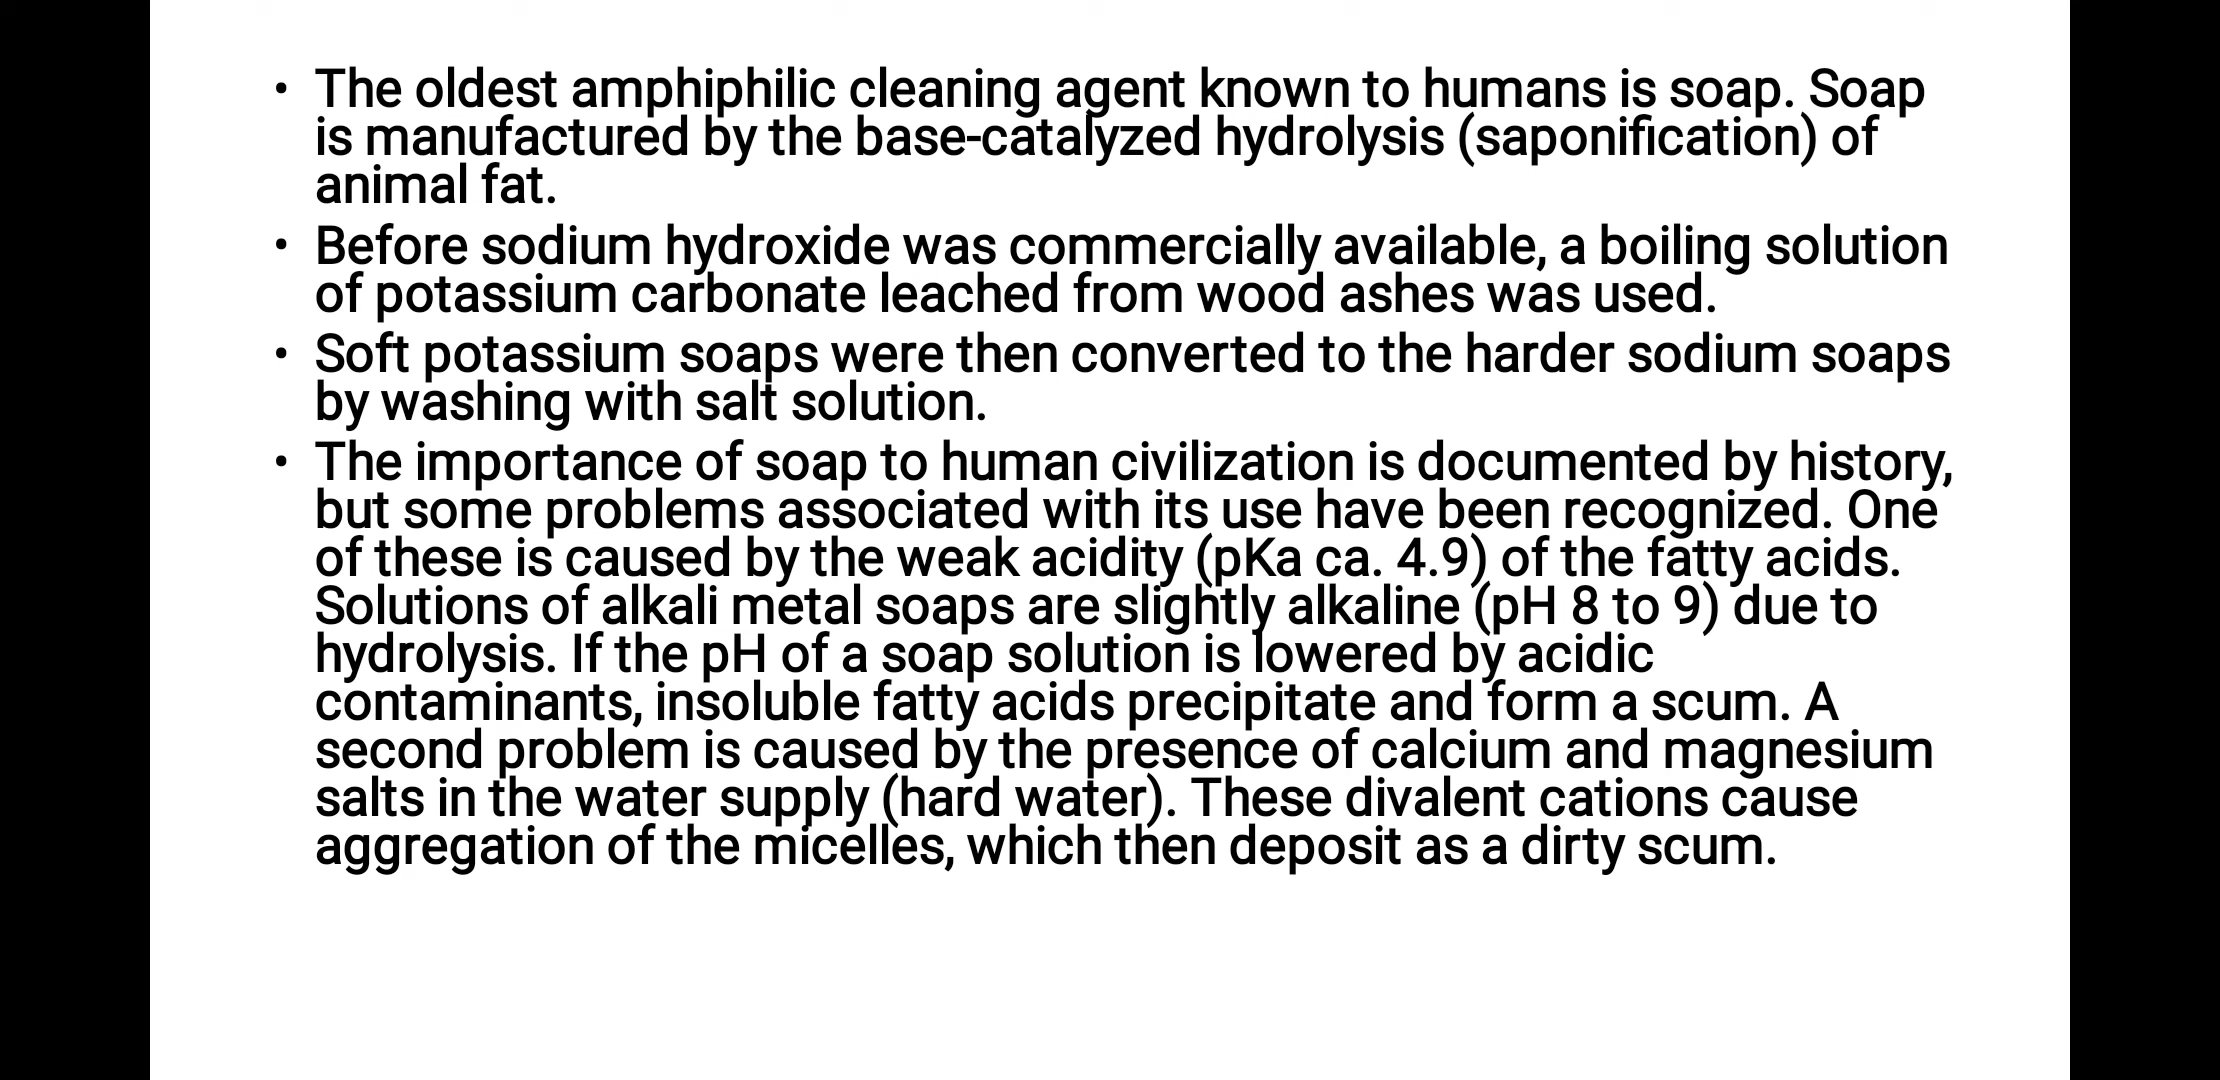 • The oldest amphiphilic cleaning agent known to humans is soap. Soap
is manufactured by the base-catalyzed hydrolysis (saponification) of
animal fat.
• Before sodium hydroxide was commercially available, a boiling solution
of potassium carbonate leached from wood ashes was used.
• Soft potassium soaps were then converted to the harder sodium soaps
by washing with salt solution.
• The importance of soap to human civilization is documented by history,
but some problems associated with its use have been recognized. One
of these is caused by the weak acidity (pKa ca. 4.9) of the fatty acids.
Solutions of alkali metal soaps are slightly alkaline (pH 8 to 9) due to
hydrolysis. If the pH of a soap solution is lowered by acidic
contaminants, insoluble fatty acids precipitate and form a scum. A
second problem is caused by the presence of calcium and magnesium
salts in the water supply (hard water). These divalent cations cause
aggregation of the micelles, which then deposit as a dirty scum.